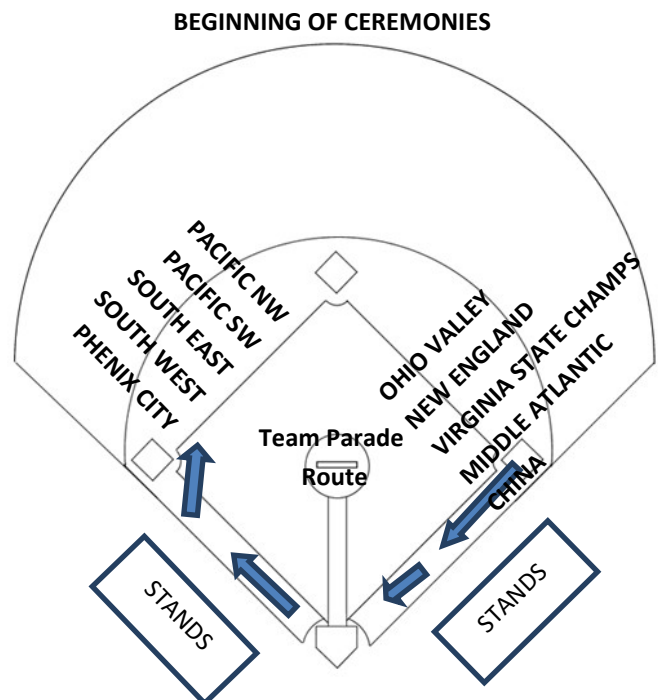 BEGINNING OF CEREMONIES
PACIFIC NW
PACIFIC SW
SOUTH EAST
SOUTH WEST
PHENIX CITY
OHIO VALLEY
NEW ENGLAND
VIRGINIA STATE CHAMPS
MIDDLE ATLANTIC
CHINA
Team Parade
Route
STANDS
STANDS